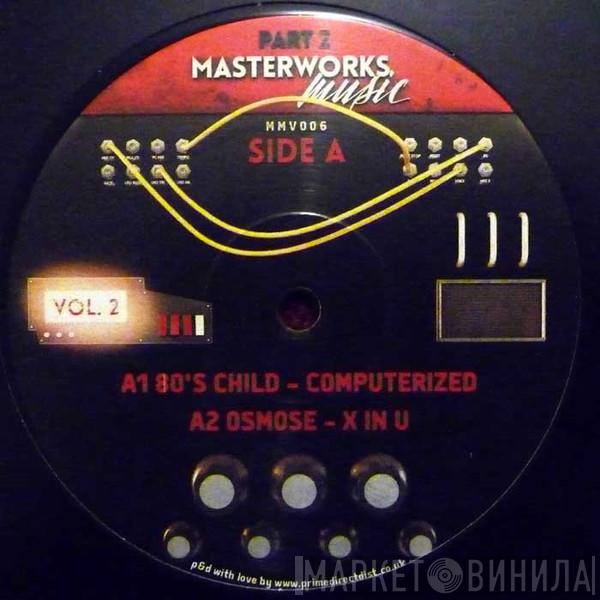 PART 2
MASTERWORKS
music
MMV006
SIDE A
VOL. 2
A1 80'S CHILD - COMPUTERIZED
A2 OSMOSE - X IN U
p&d with love by www.primedirectdist.co.uk
МАРКЕТ ВИНИЛА